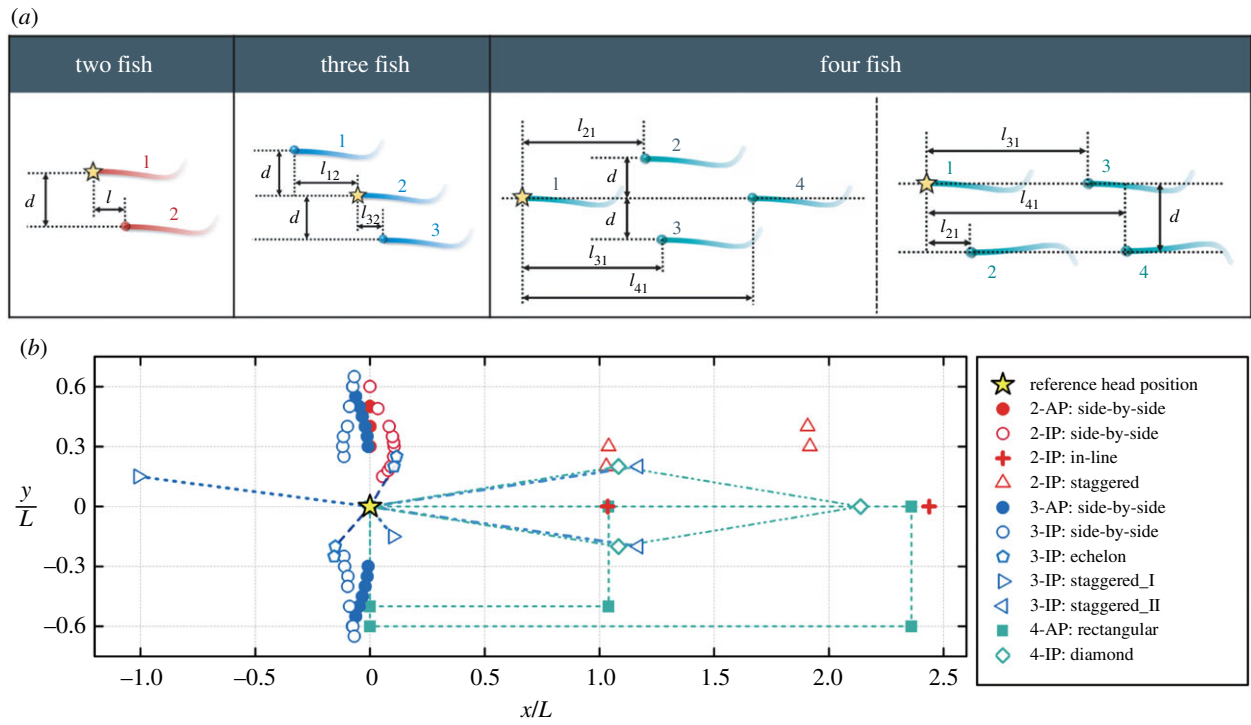 (a)
two fish three fish four fish
1
d
l
2
1
d
l12
2
d
l32
3
l21
2
d
1
4
d
3
l31
l41
l31
1
3
l41
d
l21
2
4
(b)
y/L
0.6
0.3
0
−0.3
−0.6
−1.0 −0.5 0 0.5 1.0 1.5 2.0 2.5
x/L
reference head position
2-AP: side-by-side
2-IP: side-by-side
2-IP: in-line
2-IP: staggered
3-AP: side-by-side
3-IP: side-by-side
3-IP: echelon
3-IP: staggered_I
3-IP: staggered_II
4-AP: rectangular
4-IP: diamond